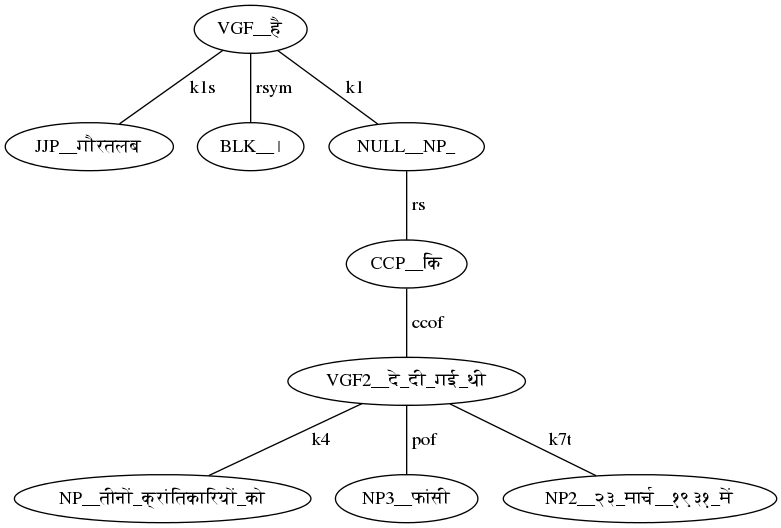 VGF__है
k1s rsym k1
JJP__गौरतलब BLK__। NULL__NP_
rs
CCP__कि
ccof
VGF2__दे_दी_गई_थी
k4 pof k7t
NP__तीनों_क्रांतिकारियों_को NP3__फांसी NP2__२३_मार्च__१९३१_में